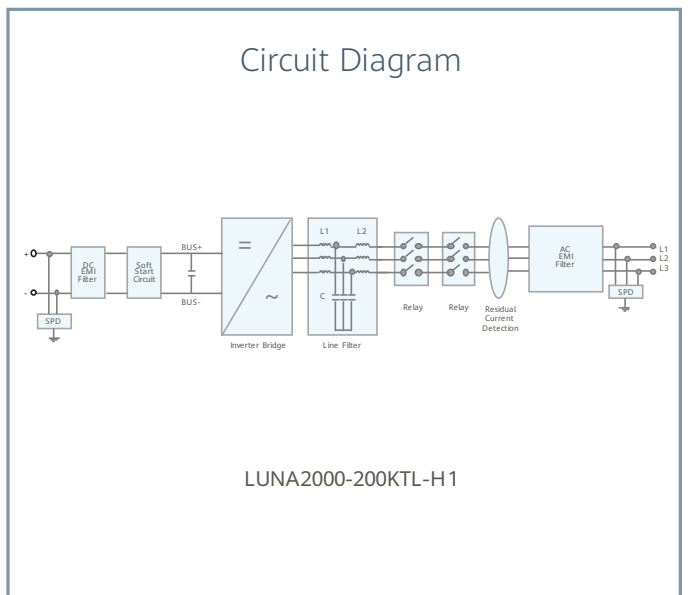 Circuit Diagram
+
-
SPD
DC
EMI
Filter
Soft
Start
Circuit
BUS+
BUS-
=
~
Inverter Bridge
L1
L2
C
Line Filter
Relay
Relay
Residual
Current
Detection
AC
EMI
Filter
L1
L2
L3
SPD
LUNA2000-200KTL-H1